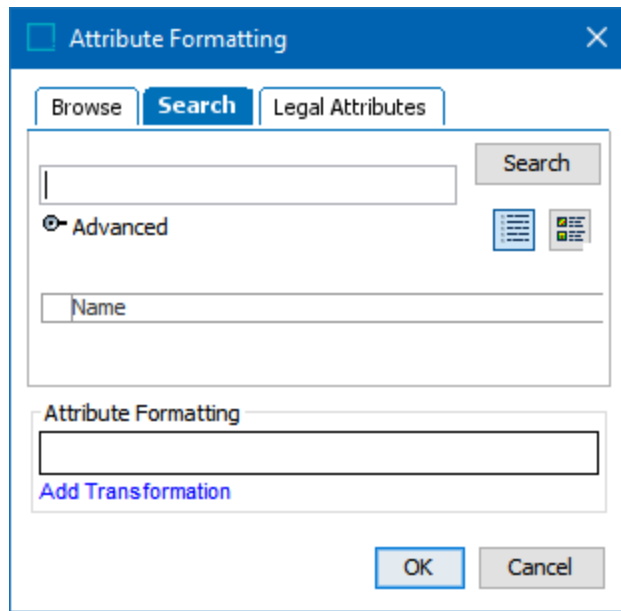 Attribute Formatting
Browse Search Legal Attributes
Search
Advanced
Name
Attribute Formatting
Add Transformation
OK Cancel